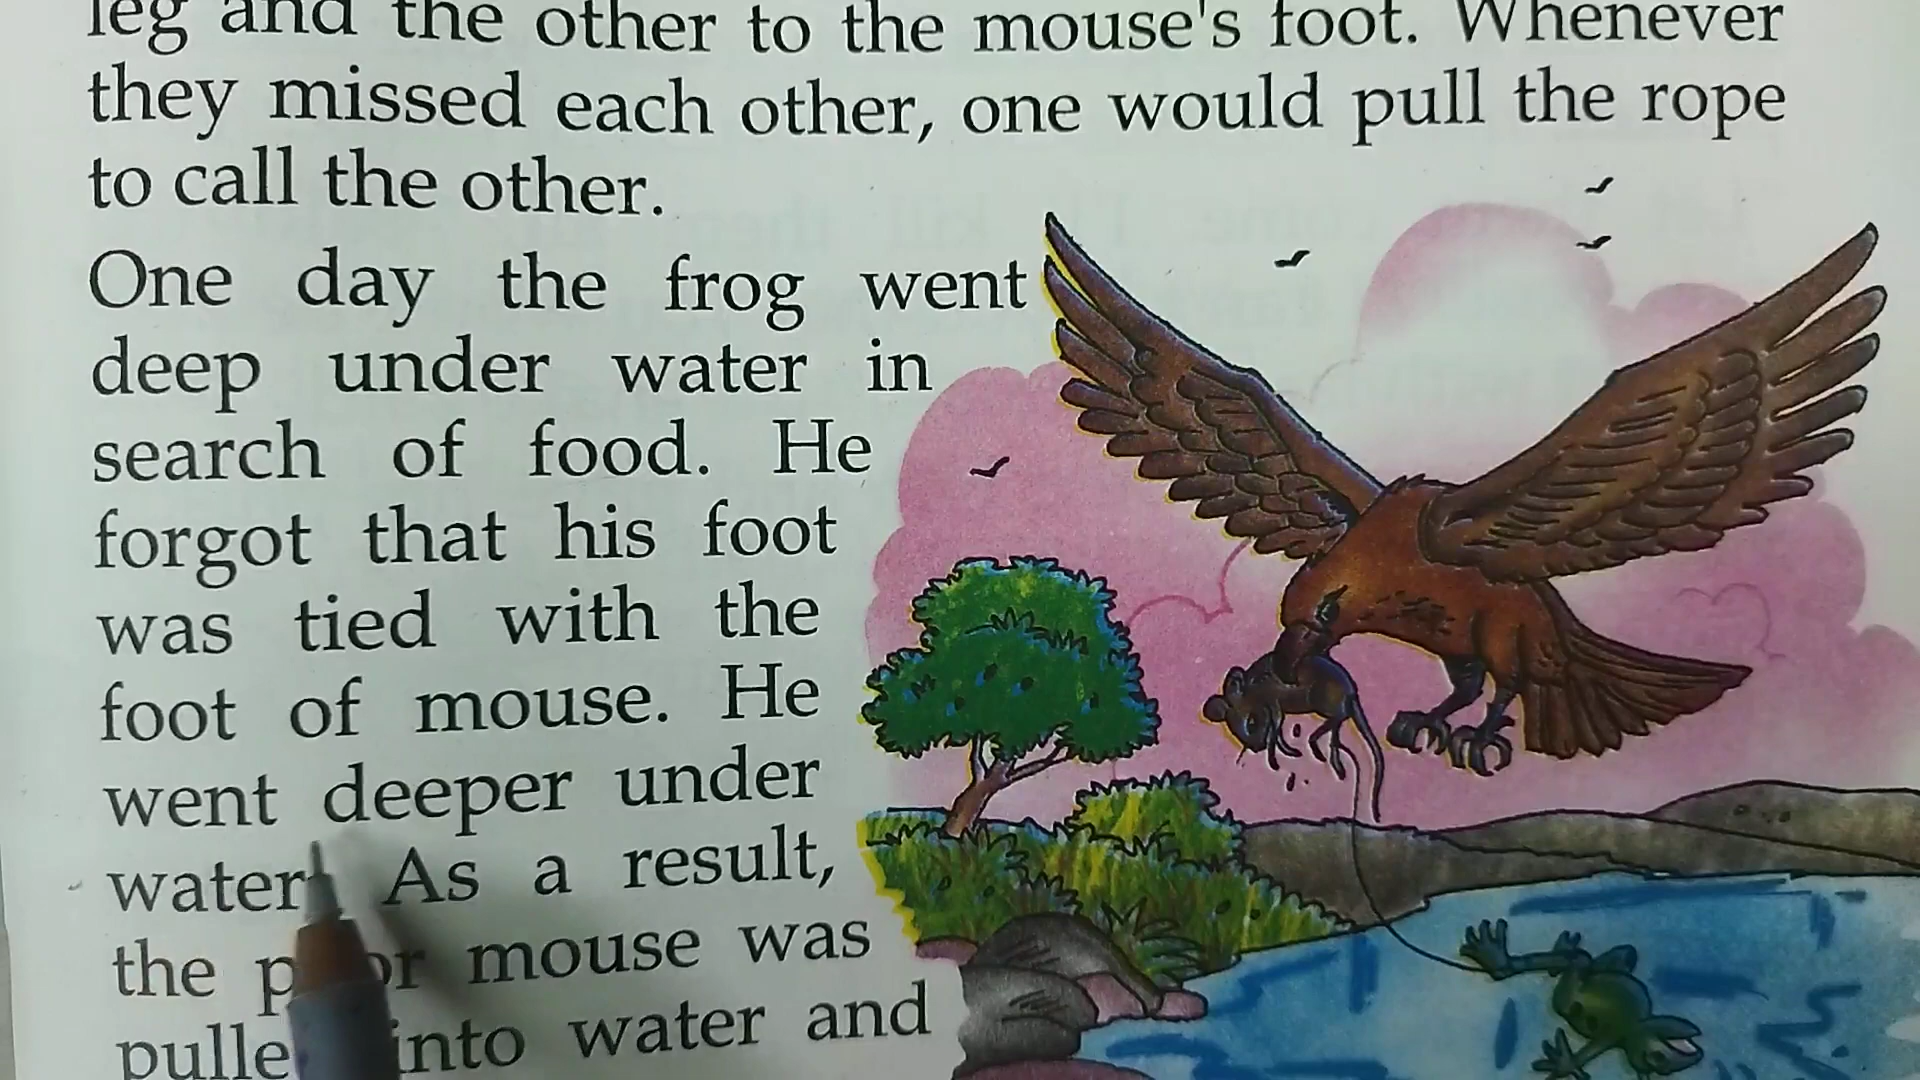 leg and the other to the mouse's foot. Whenever
they missed each other, one would pull the rope
to call the other.
One day the frog went
deep under water in
search of food. He
forgot that his foot
was tied with the
foot of mouse. He
went deeper under
water. As a result,
the mouse was
into water and